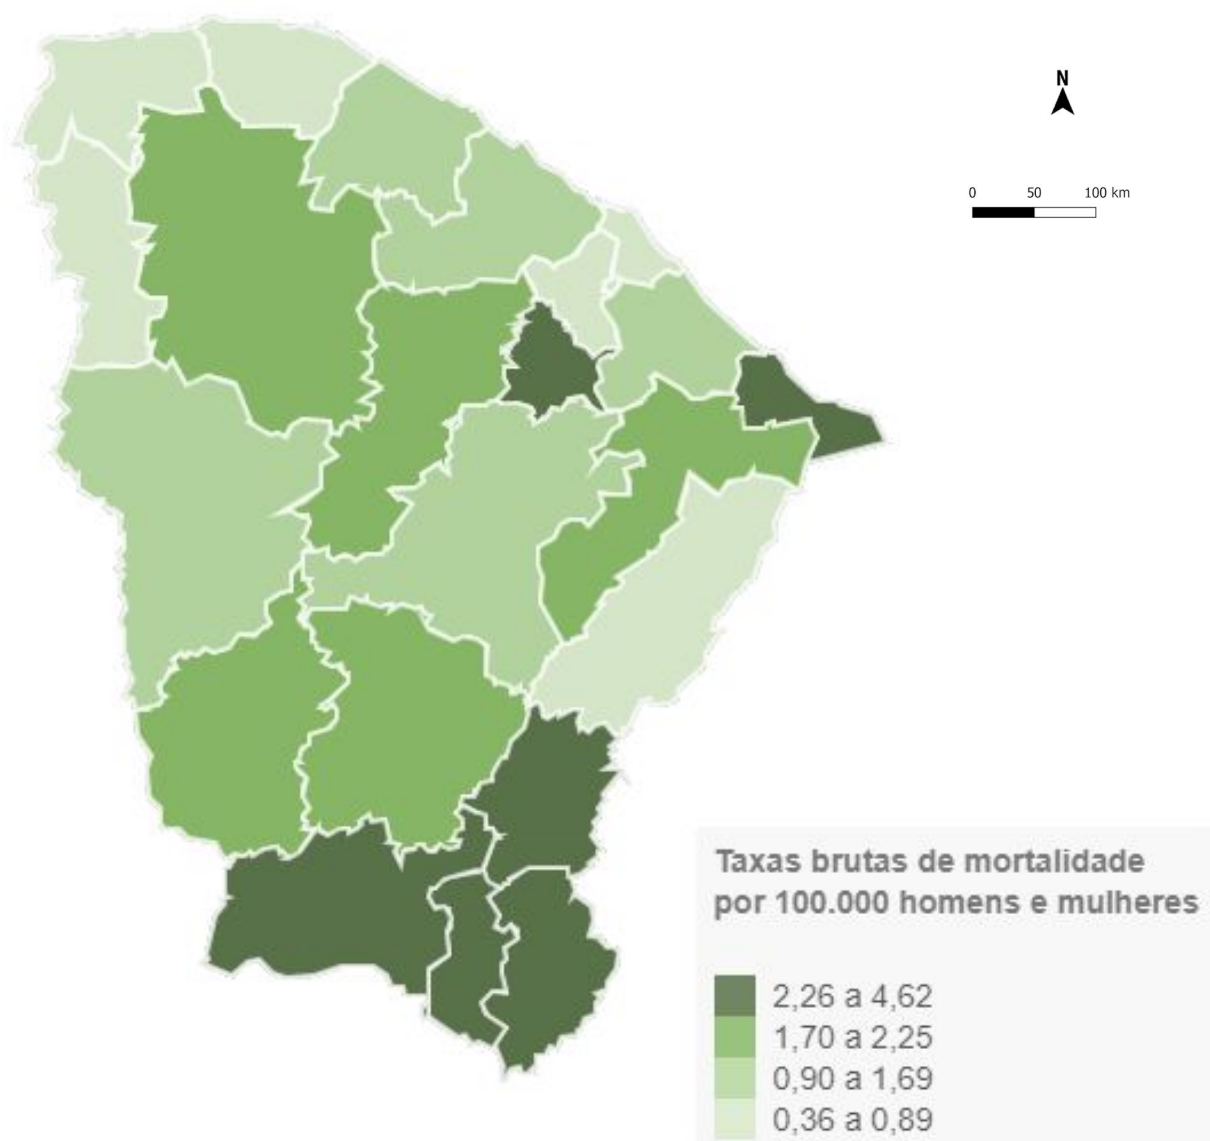 N
0 50 100 km
Taxas brutas de mortalidade
por 100.000 homens e mulheres
2,26 a 4,62
1,70 a 2,25
0,90 a 1,69
0,36 a 0,89